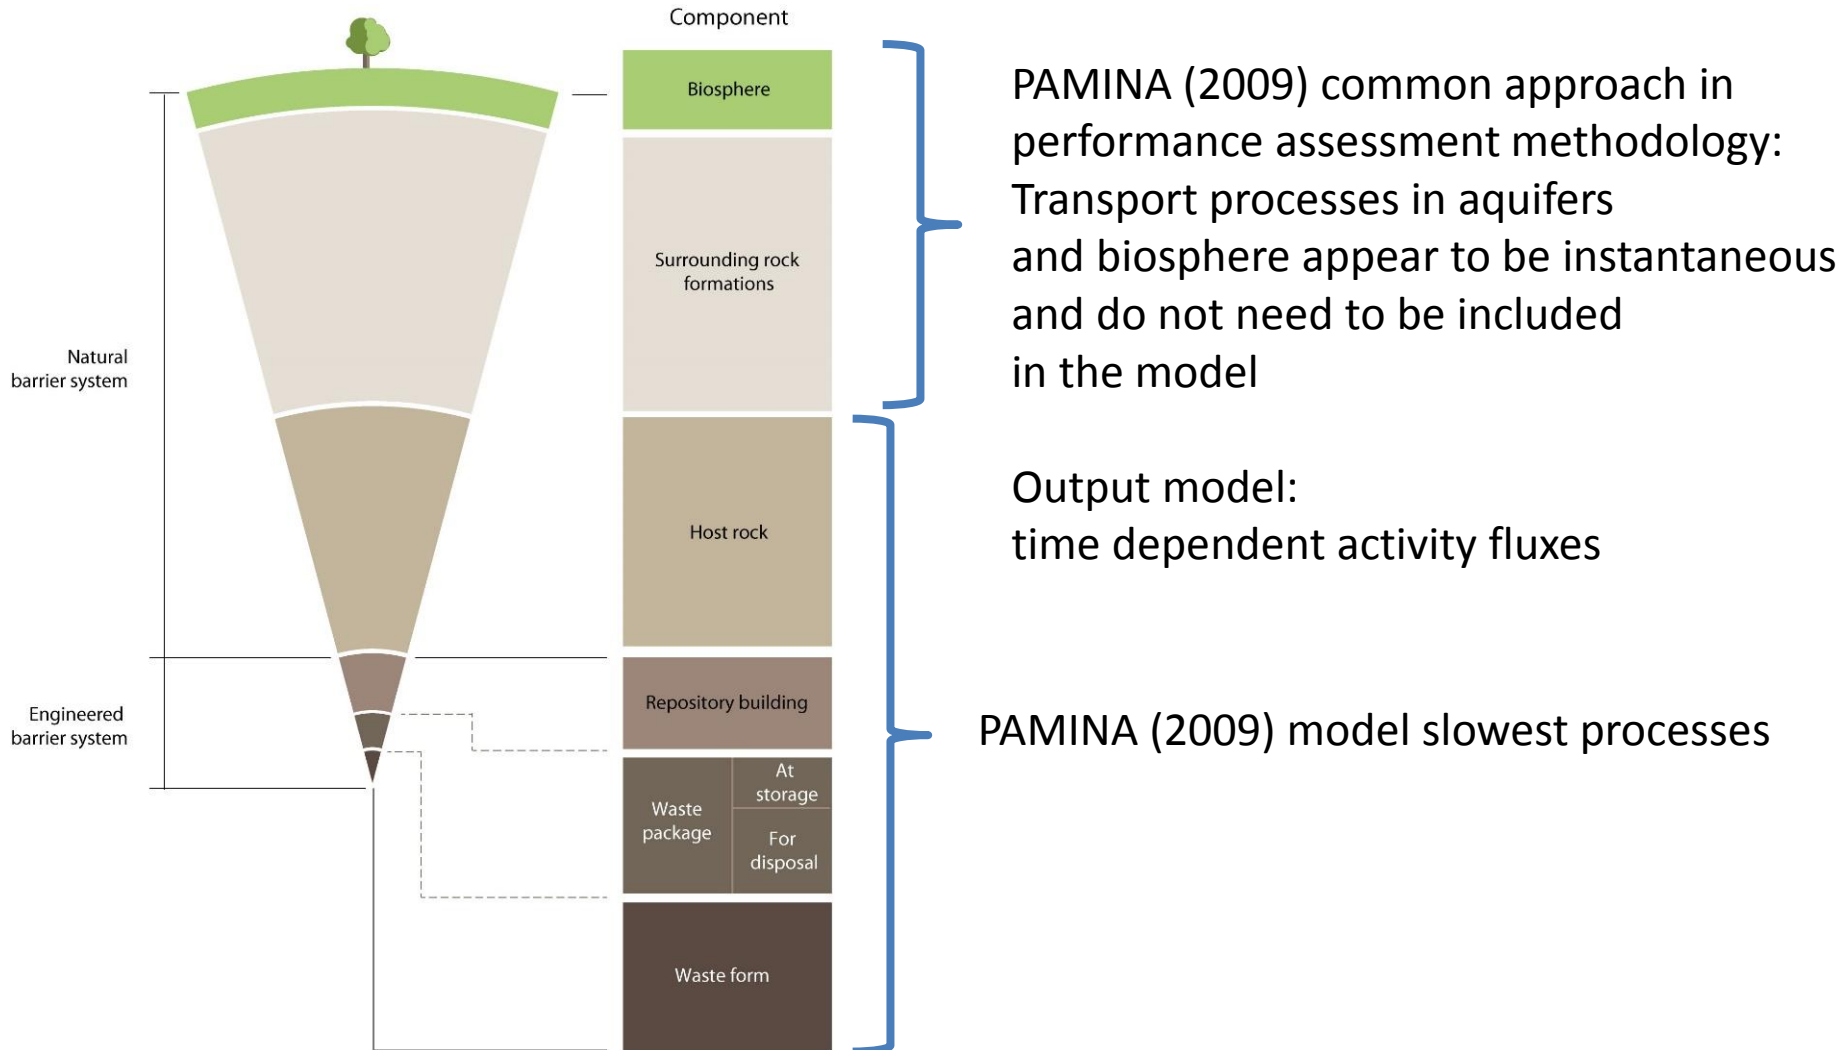 Component
Biosphere
Surrounding rock
formations
Host rock
Repository building
Waste
package
At
storage
For
disposal
Waste form
Natural
barrier system
Engineered
barrier system
PAMINA (2009) common approach in
performance assessment methodology:
Transport processes in aquifers
and biosphere appear to be instantaneous
and do not need to be included
in the model
Output model:
time dependent activity fluxes
PAMINA (2009) model slowest processes